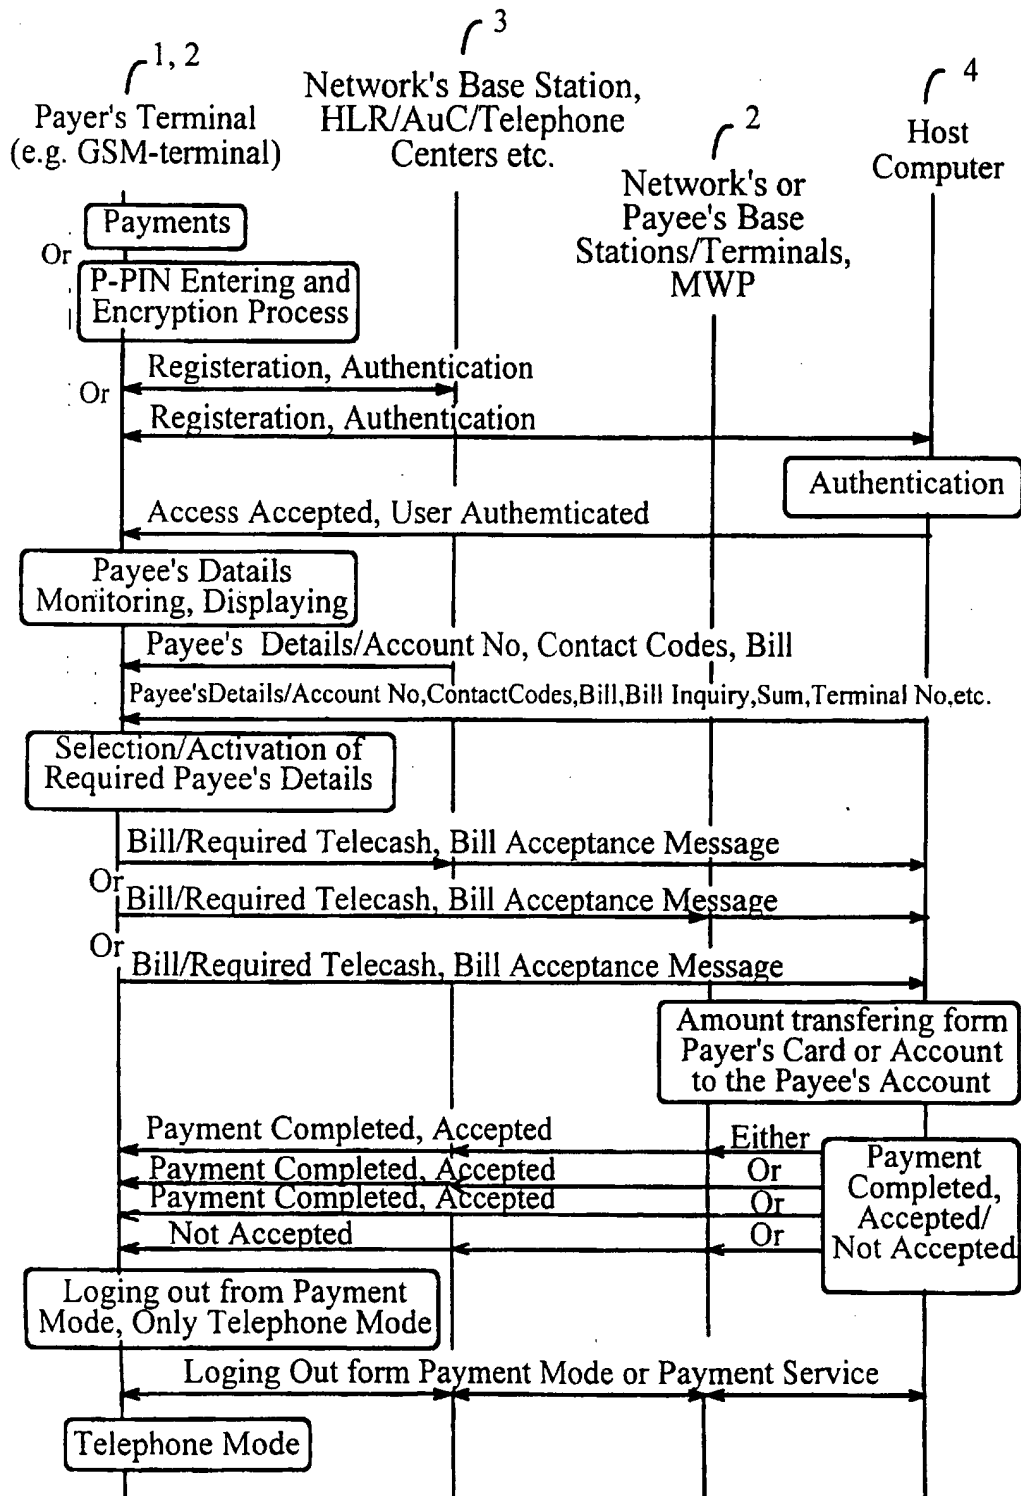 3
1, 2
4
Network's Base Station,
HLR/AuC/Telephone
Centers etc.
Payer's Terminal
(e.g. GSM-terminal)
2
Host
Computer
Network's or
Payee's Base
Stations/Terminals,
MWP
Payments
Or
P-PIN Entering and
Encryption Process
Registeration, Authentication
Or
Registeration, Authentication
Authentication
Access Accepted, User Authemticated
Payee's Datails
Monitoring, Displaying
Payee's Details/Account No, Contact Codes, Bill
Payee'sDetails/Account No,ContactCodes,Bill,Bill Inquiry,Sum,Terminal No,etc.
Selection/Activation of
Required Payee's Details
Bill/Required Telecash, Bill Acceptance Message
Or
Bill/Required Telecash, Bill Acceptance Message
Or
Bill/Required Telecash, Bill Acceptance Message
Amount transfering form
Payer's Card or Account
to the Payee's Account
Payment Completed, Accepted
Either
Payment Completed, Accepted
Or
Payment Completed, Accepted
Or
Not Accepted
Or
Payment
Completed,
Accepted/
Not Accepted
Loging out from Payment
Mode, Only Telephone Mode
Loging Out form Payment Mode or Payment Service
Telephone Mode